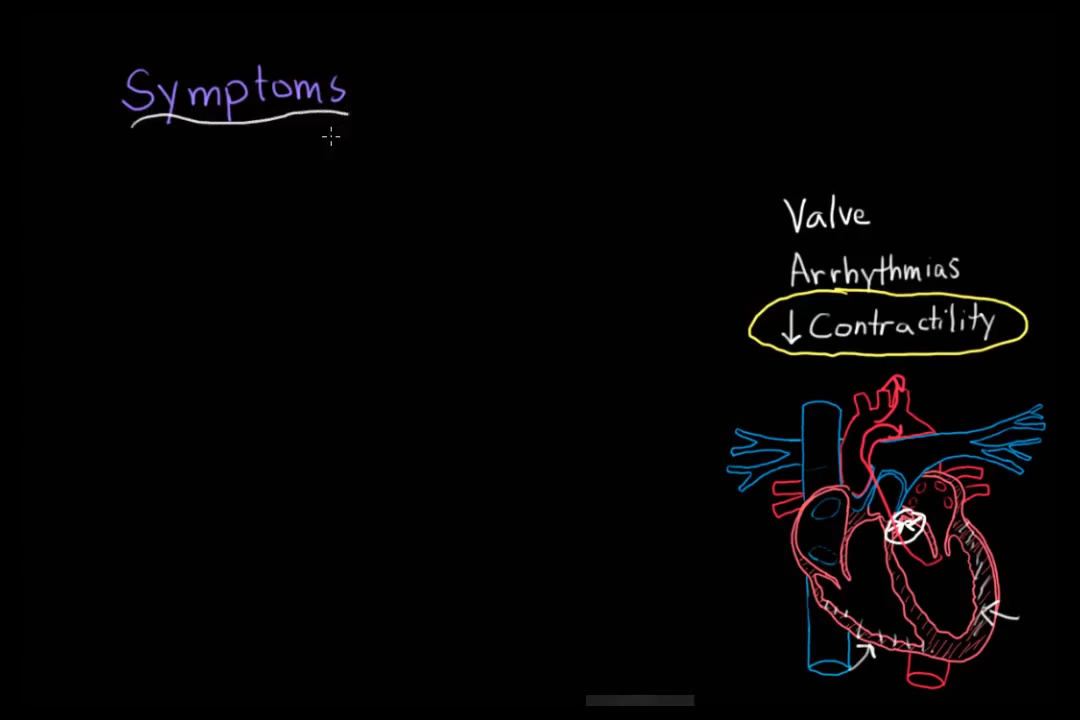 Symptoms
Valve
Arrhythmias
↓ Contractility